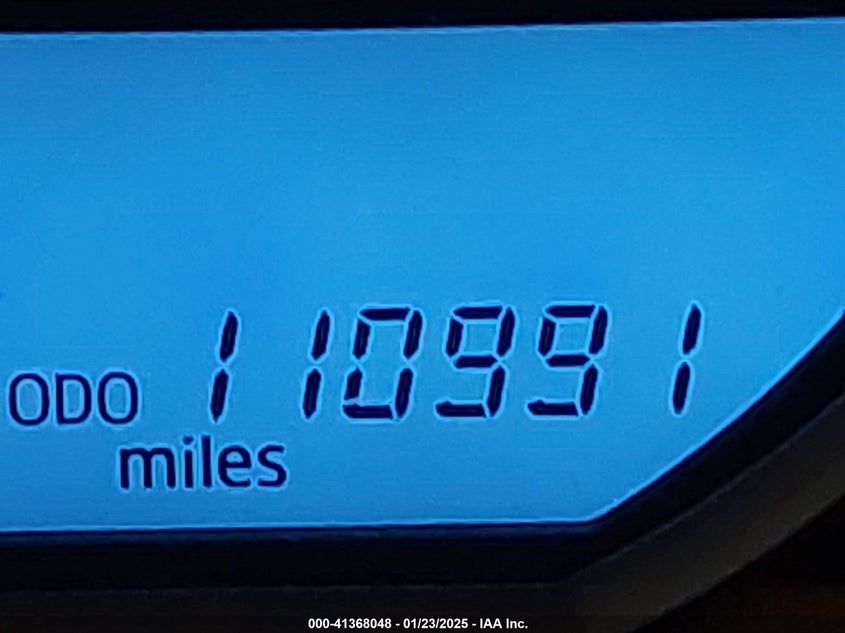 ODO 110991
miles
000-41368048 - 01/23/2025 - IAA Inc.